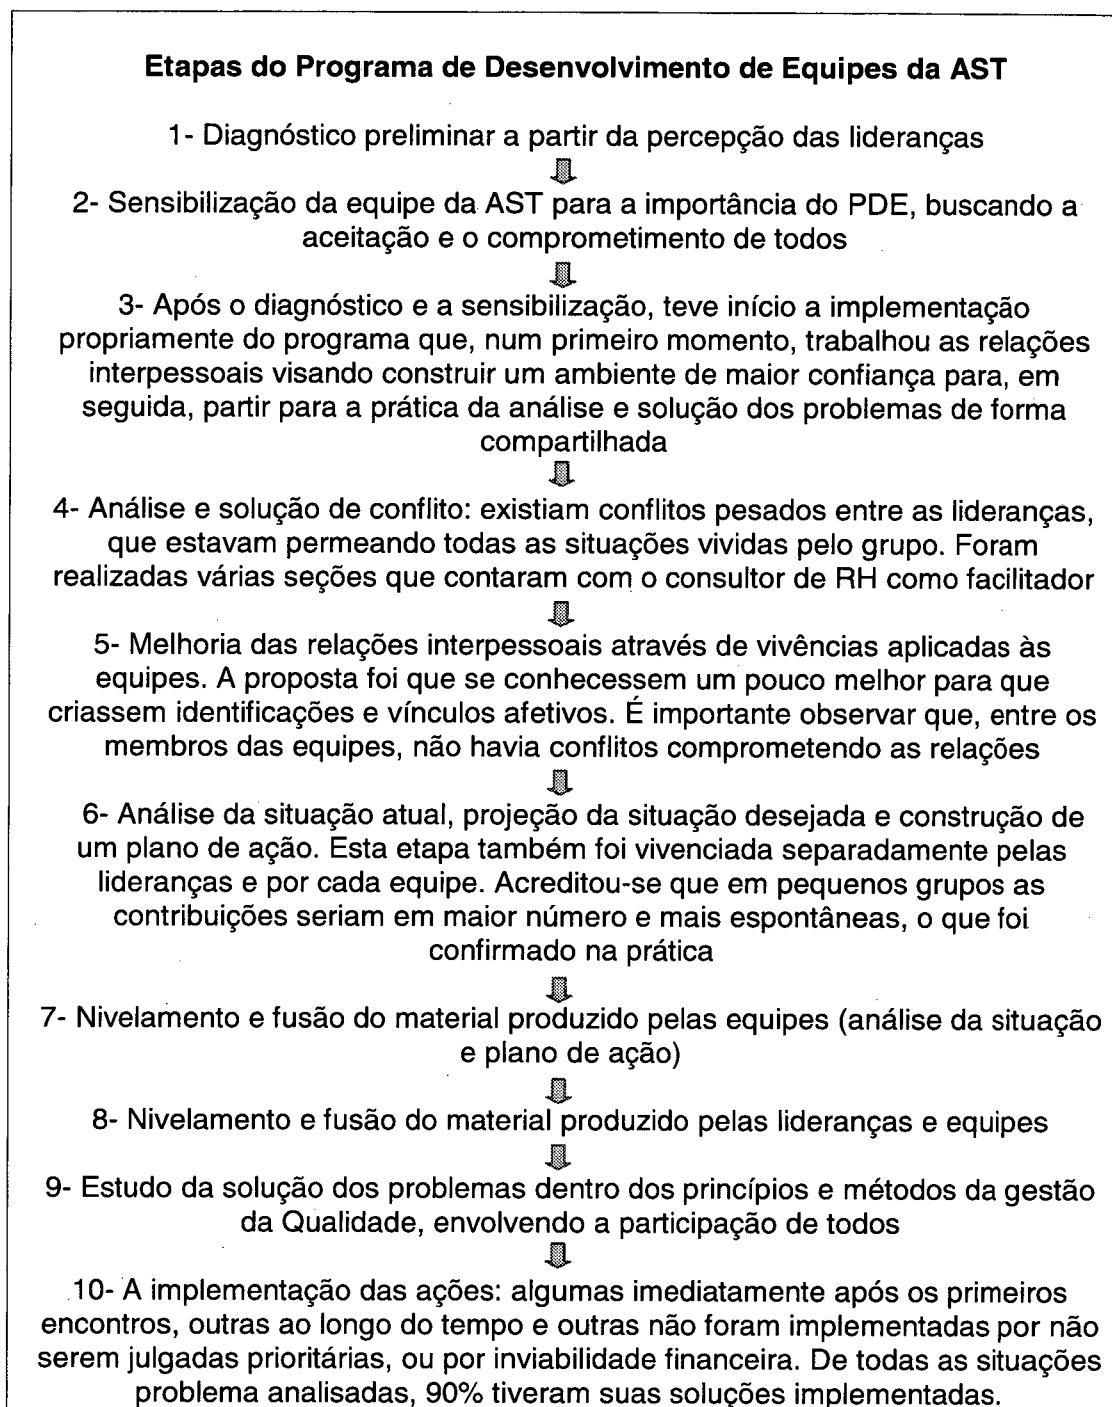 Etapas do Programa de Desenvolvimento de Equipes da AST
1- Diagnóstico preliminar a partir da percepção das lideranças
2- Sensibilização da equipe da AST para a importância do PDE, buscando a
aceitação e o comprometimento de todos
3- Após o diagnóstico e a sensibilização, teve início a implementação
propriamente do programa que, num primeiro momento, trabalhou as relações
interpessoais visando construir um ambiente de maior confiança para, em
seguida, partir para a prática da análise e solução dos problemas de forma
compartilhada
4- Análise e solução de conflito: existiam conflitos pesados entre as lideranças,
que estavam permeando todas as situações vividas pelo grupo. Foram
realizadas várias seções que contaram com o consultor de RH como facilitador
5- Melhoria das relações interpessoais através de vivências aplicadas às
equipes. A proposta foi que se conhecessem um pouco melhor para que
criassem identificações e vínculos afetivos. É importante observar que, entre os
membros das equipes, não havia conflitos comprometendo as relações
6- Análise da situação atual, projeção da situação desejada e construção de
um plano de ação. Esta etapa também foi vivenciada separadamente pelas
lideranças e por cada equipe. Acreditou-se que em pequenos grupos as
contribuições seriam em maior número e mais espontâneas, o que foi
confirmado na prática
7- Nivelamento e fusão do material produzido pelas equipes (análise da situação
e plano de ação)
8- Nivelamento e fusão do material produzido pelas lideranças e equipes
9- Estudo da solução dos problemas dentro dos princípios e métodos da gestão
da Qualidade, envolvendo a participação de todos
10- A implementação das ações: algumas imediatamente após os primeiros
encontros, outras ao longo do tempo e outras não foram implementadas por não
serem julgadas prioritárias, ou por inviabilidade financeira. De todas as situações
problema analisadas, 90% tiveram suas soluções implementadas.